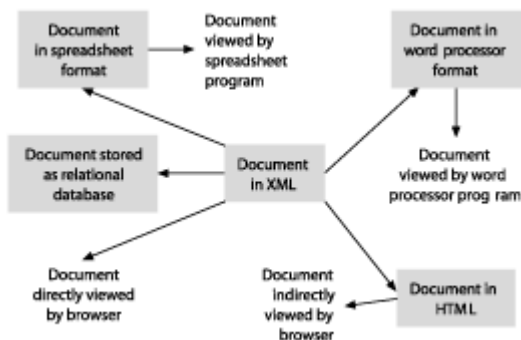 Document
in spreadsheet
format
Document
viewed by
spreadsheet
program
Document in
word processor
format
Document stored
as relational
database
Document
in XML
Document
viewed by word
processor prog ram
Document
directly viewed
by browser
Document
indirectly
viewed by
browser
Document in
HTML